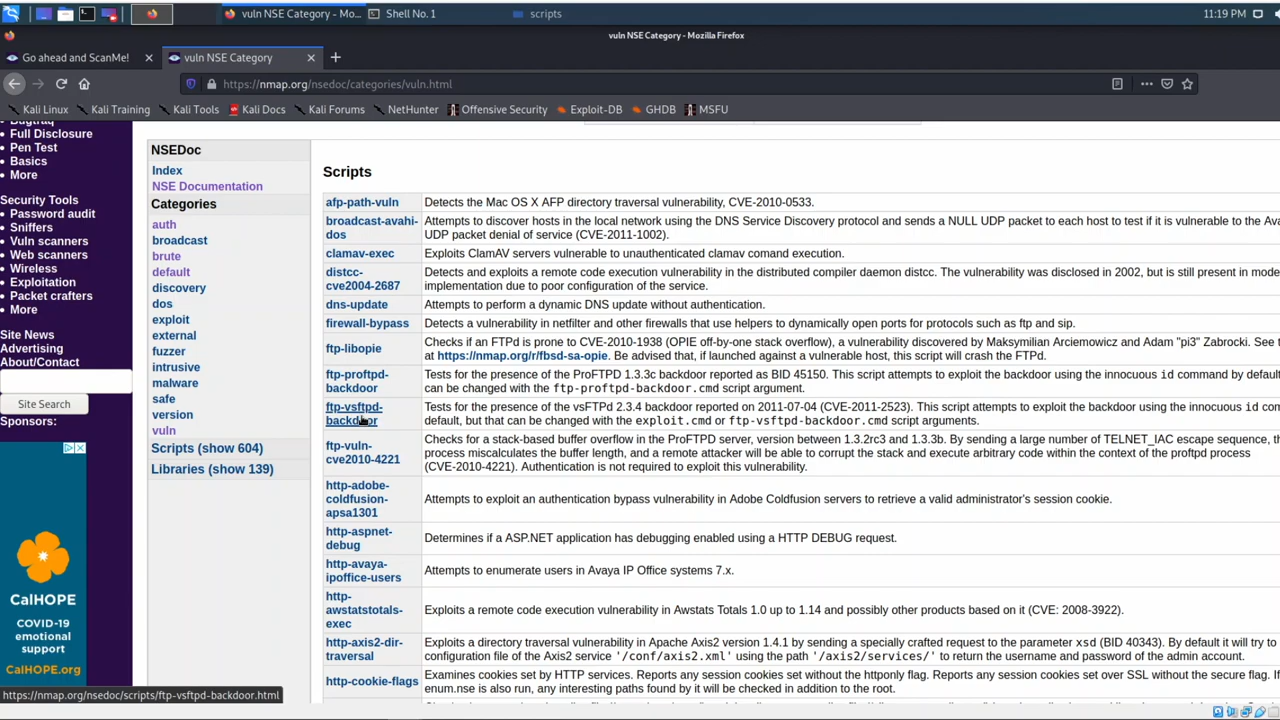 vuln NSE Category - Mo...
Shell No. 1
scripts
11:19 PM
vuln NSE Category - Mozilla Firefox
Go ahead and ScanMe!
vuln NSE Category
https://nmap.org/nsedoc/categories/vuln.html
Kali Linux
Kali Training
Kali Tools
Kali Docs
Kali Forums
NetHunter
Offensive Security
Exploit-DB
GHDB
MSFU
Bugtraq
Full Disclosure
Pen Test
Basics
More
Security Tools
Password audit
Sniffers
Vuln scanners
Web scanners
Wireless
Exploitation
Packet crafters
More
Site News
Advertising
About/Contact
Site Search
Sponsors:
CalHOPE
COVID-19
emotional
support
CalHOPE.org
NSEDoc
Index
NSE Documentation
Categories
auth
broadcast
brute
default
discovery
dos
exploit
external
fuzzer
intrusive
malware
safe
version
vuln
Scripts (show 604)
Libraries (show 139)
Scripts
afp-path-vuln
Detects the Mac OS X AFP directory traversal vulnerability, CVE-2010-0533.
broadcast-avahi-
dos
Attempts to discover hosts in the local network using the DNS Service Discovery protocol and sends a NULL UDP packet to each host to test if it is vulnerable to the Ava
UDP packet denial of service (CVE-2011-1002).
clamav-exec
Exploits ClamAV servers vulnerable to unauthenticated clamav comand execution.
distcc-
cve2004-2687
Detects and exploits a remote code execution vulnerability in the distributed compiler daemon distcc. The vulnerability was disclosed in 2002, but is still present in mode
implementation due to poor configuration of the service.
dns-update
Attempts to perform a dynamic DNS update without authentication.
firewall-bypass
Detects a vulnerability in netfilter and other firewalls that use helpers to dynamically open ports for protocols such as ftp and sip.
ftp-libopie
Checks if an FTPd is prone to CVE-2010-1938 (OPIE off-by-one stack overflow), a vulnerability discovered by Maksymilian Arciemowicz and Adam "pi3" Zabrocki. See t
at https://nmap.org/r/fbsd-sa-opie. Be advised that, if launched against a vulnerable host, this script will crash the FTPd.
ftp-proftpd-
backdoor
Tests for the presence of the ProFTPD 1.3.3c backdoor reported as BID 45150. This script attempts to exploit the backdoor using the innocuous id command by default
can be changed with the ftp-proftpd-backdoor.cmd script argument.
ftp-vsftpd-
backdoor
Tests for the presence of the vsFTPd 2.3.4 backdoor reported on 2011-07-04 (CVE-2011-2523). This script attempts to exploit the backdoor using the innocuous id com
default, but that can be changed with the exploit.cmd or ftp-vsftpd-backdoor.cmd script arguments.
ftp-vuln-
cve2010-4221
Checks for a stack-based buffer overflow in the ProFTPD server, version between 1.3.2rc3 and 1.3.3b. By sending a large number of TELNET_IAC escape sequence, th
process miscalculates the buffer length, and a remote attacker will be able to corrupt the stack and execute arbitrary code within the context of the proftpd process
(CVE-2010-4221). Authentication is not required to exploit this vulnerability.
http-adobe-
coldfusion-
apsa1301
Attempts to exploit an authentication bypass vulnerability in Adobe Coldfusion servers to retrieve a valid administrator's session cookie.
http-aspnet-
debug
Determines if a ASP.NET application has debugging enabled using a HTTP DEBUG request.
http-avaya-
ipoffice-users
Attempts to enumerate users in Avaya IP Office systems 7.x.
http-
awstatstotals-
exec
Exploits a remote code execution vulnerability in Awstats Totals 1.0 up to 1.14 and possibly other products based on it (CVE: 2008-3922).
http-axis2-dir-
traversal
Exploits a directory traversal vulnerability in Apache Axis2 version 1.4.1 by sending a specially crafted request to the parameter xsd (BID 40343). By default it will try to
configuration file of the Axis2 service '/conf/axis2.xml' using the path '/axis2/services/' to return the username and password of the admin account.
http-cookie-flags
Examines cookies set by HTTP services. Reports any session cookies set without the httponly flag. Reports any session cookies set over SSL without the secure flag. If
enum.nse is also run, any interesting paths found by it will be checked in addition to the root.
https://nmap.org/nsedoc/scripts/ftp-vsftpd-backdoor.html